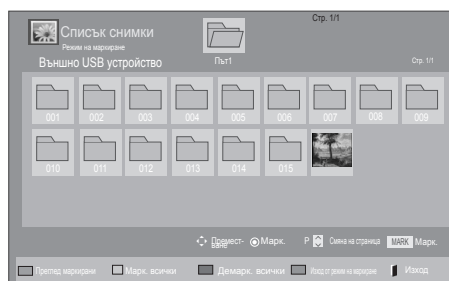 Стр. 1/1
Списък снимки
Режим на маркиране
Външно USB устройство
Път1
Стр. 1/1
001 002 003 004 005 006 007 008 009
010 011 012 013 014 015
Преместване Марк. P Смяна на страница MARK Марк.
Преглед маркирани Марк. всички Демарк. всички Изход от режим на маркиране Изход